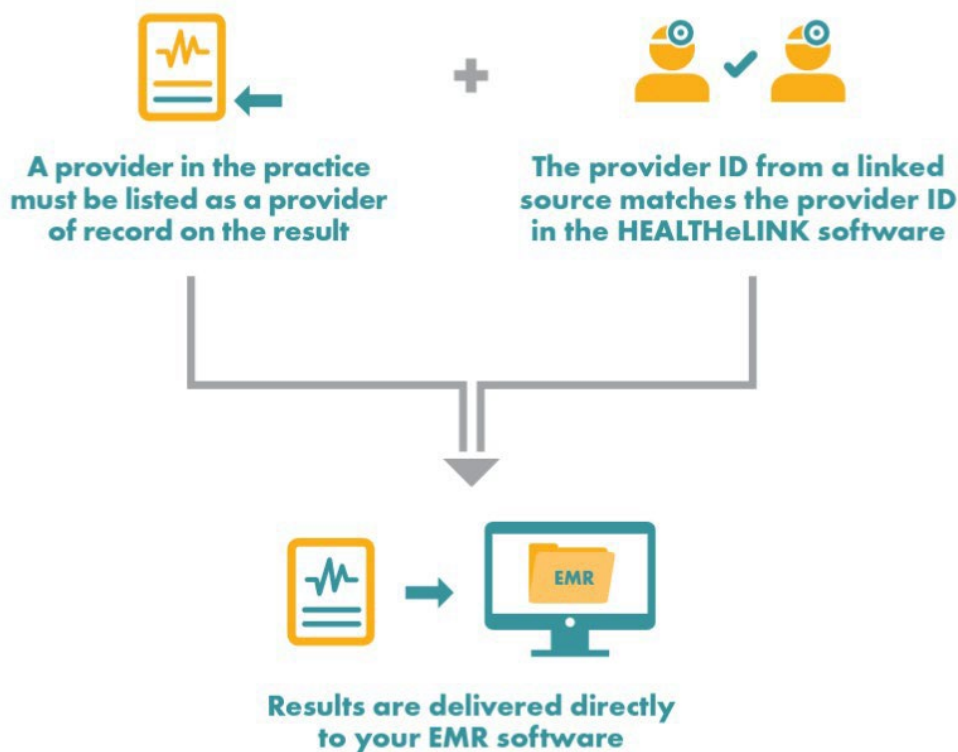 A provider in the practice
must be listed as a provider
of record on the result
The provider ID from a linked
source matches the provider ID
in the HEALTHeLINK software
EMR
Results are delivered directly
to your EMR software